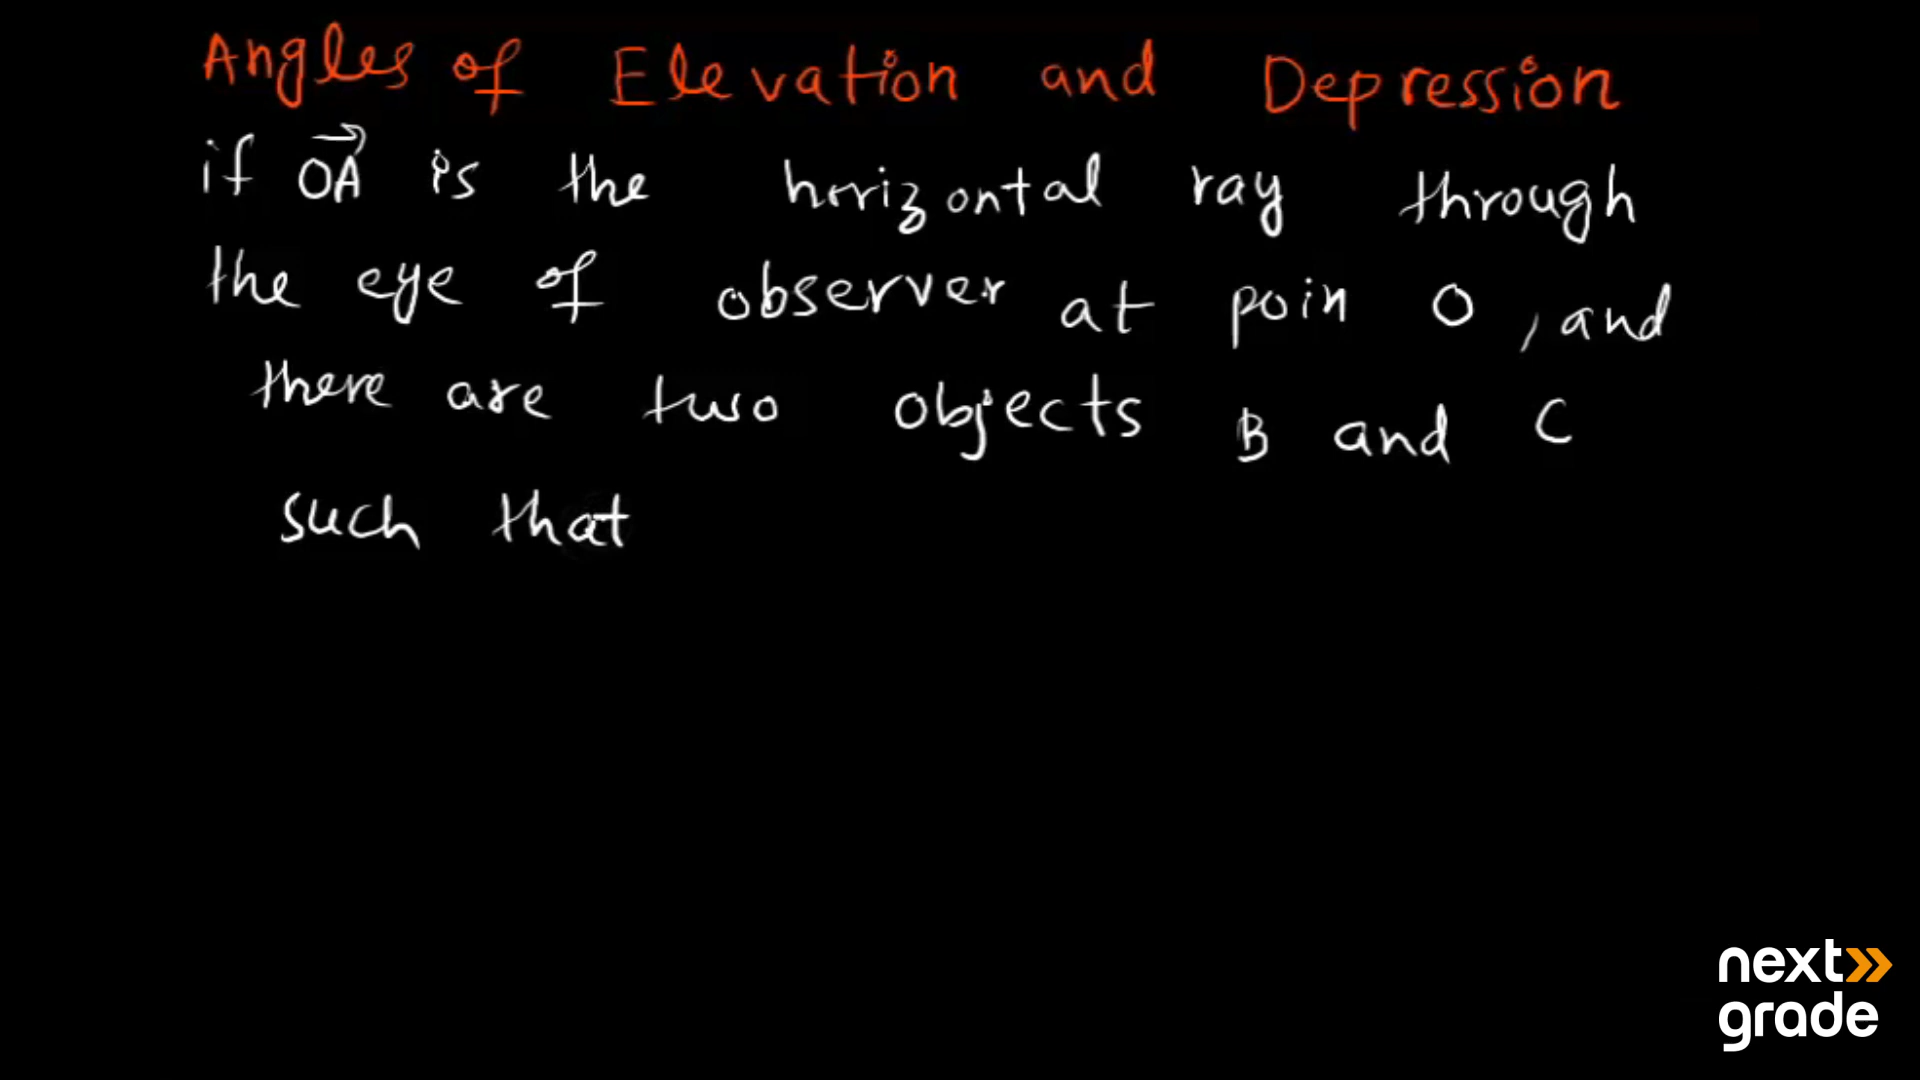 Angles of Elevation and Depression
if OA is the horizontal ray through
the eye of observer at poin O, and
there are two objects B and C
such that
next
grade